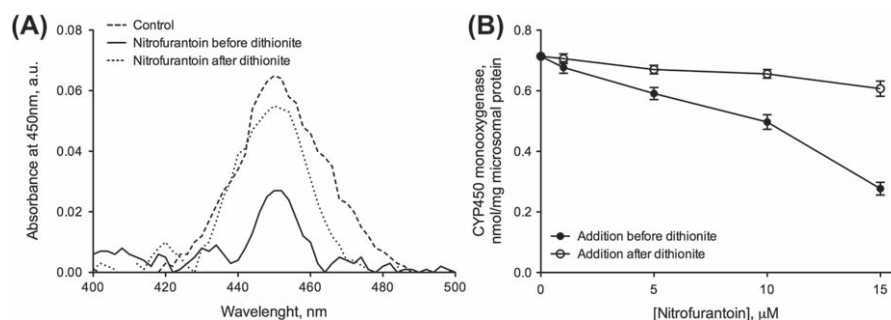 (A)
0.08
0.06
0.04
0.02
0.00
Absorbance at 450nm, a.u.
Control
Nitrofurantoin before dithionite
Nitrofurantoin after dithionite
400 420 440 460 480 500
Wavelenght, nm
(B)
0.8
0.6
0.4
0.2
0.0
CYP450 monooxygenase,
nmol/mg microsomal protein
Addition before dithionite
Addition after dithionite
0 5 10 15
[Nitrofurantoin], μM